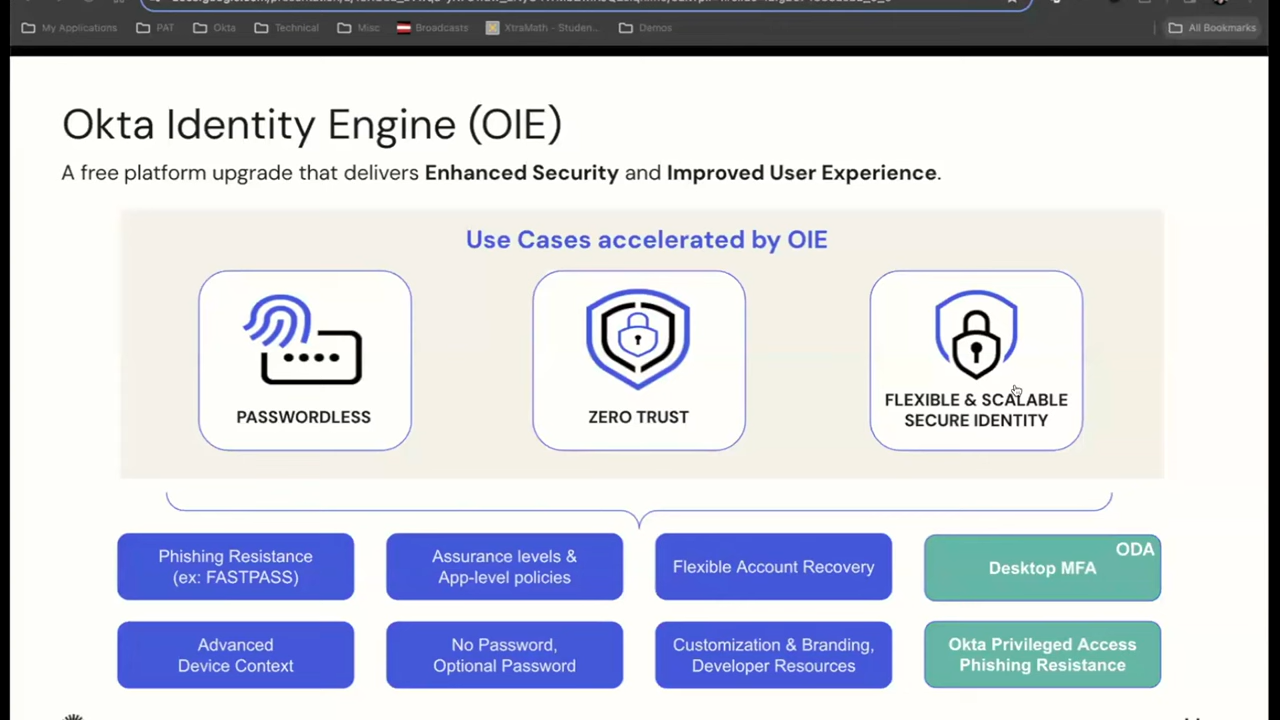 My Applications
PAT
Okta
Technical
Misc
Broadcasts
XtraMath - Studen...
Demos
All Bookmarks
Okta Identity Engine (OIE)
A free platform upgrade that delivers Enhanced Security and Improved User Experience.
Use Cases accelerated by OIE
PASSWORDLESS
ZERO TRUST
FLEXIBLE & SCALABLE
SECURE IDENTITY
Phishing Resistance
(ex: FASTPASS)
Assurance levels &
App-level policies
Flexible Account Recovery
ODA
Desktop MFA
Advanced
Device Context
No Password,
Optional Password
Customization & Branding,
Developer Resources
Okta Privileged Access
Phishing Resistance